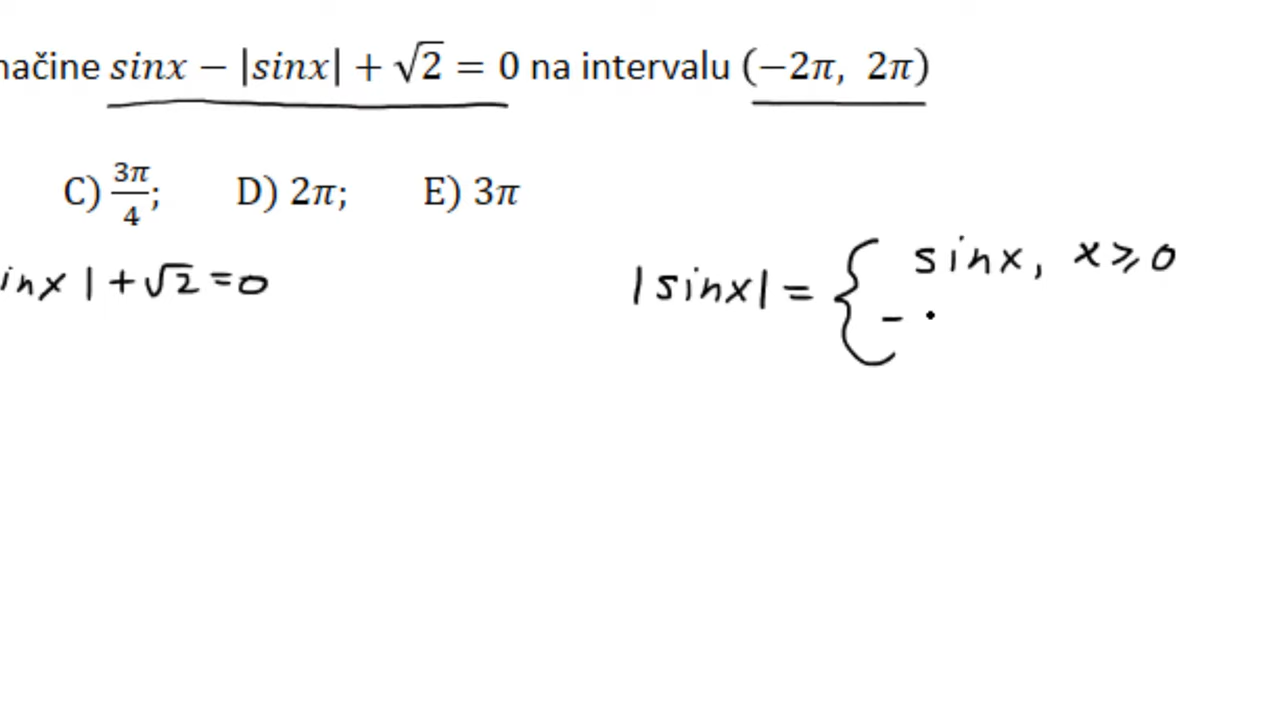 načine sinx − |sinx| + √2 = 0 na intervalu (−2π, 2π)
C) 3π/4; D) 2π; E) 3π
inx | + √2 = 0
|sinx| = { sinx, x ⩾ 0
−